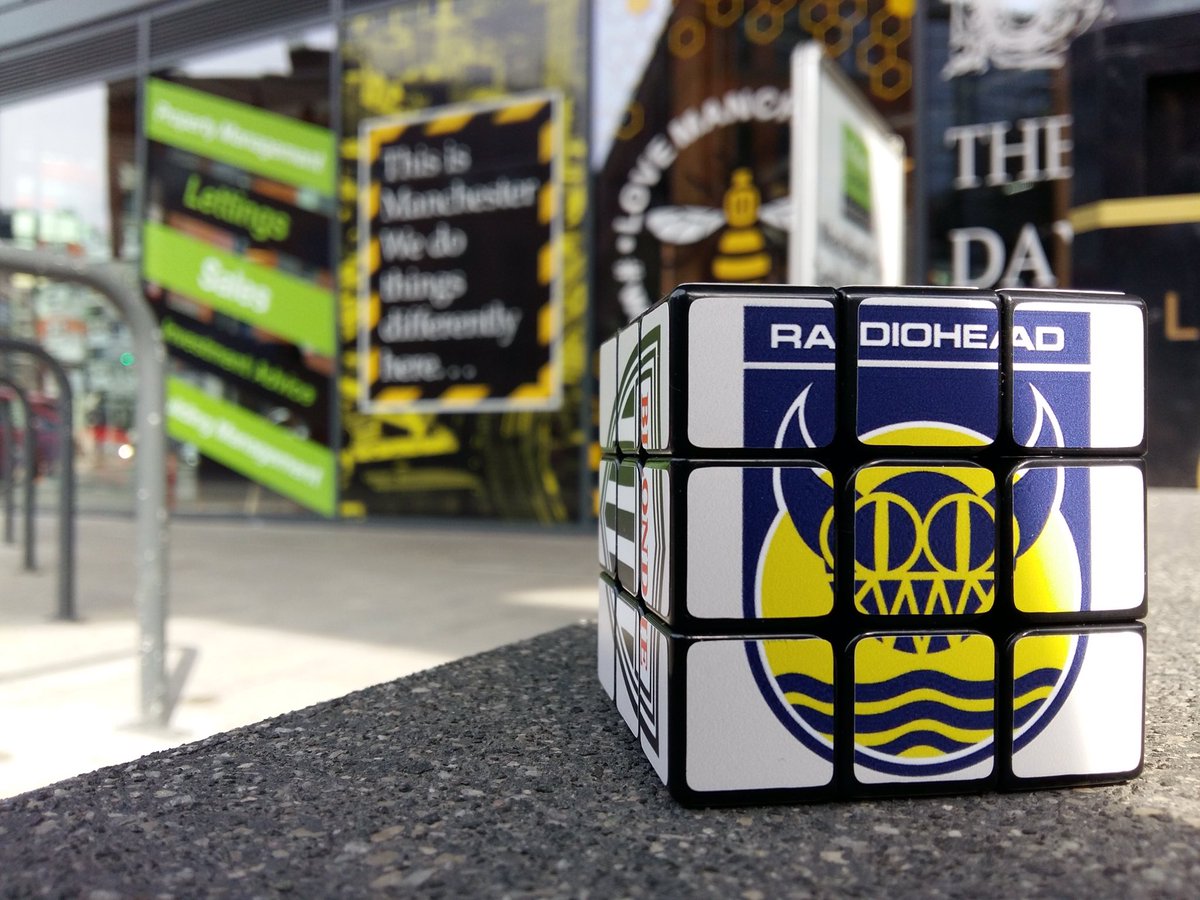 Property Management
Lettings
Sales
Investment Advice
Management
This is
Manchester
We do
things
differently
here...
LOVE MANC
THE
DA
L
RADIOHEAD
BLONDIE